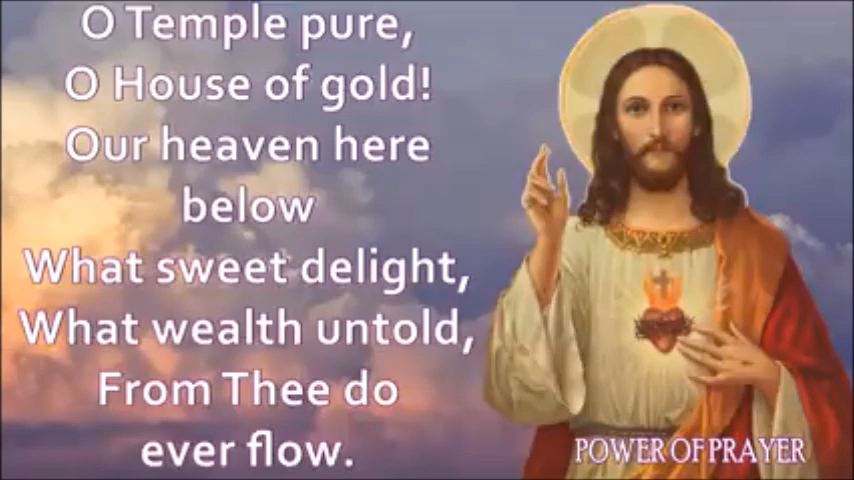 O Temple pure,
O House of gold!
Our heaven here
below
What sweet delight,
What wealth untold,
From Thee do
ever flow.
POWER OF PRAYER